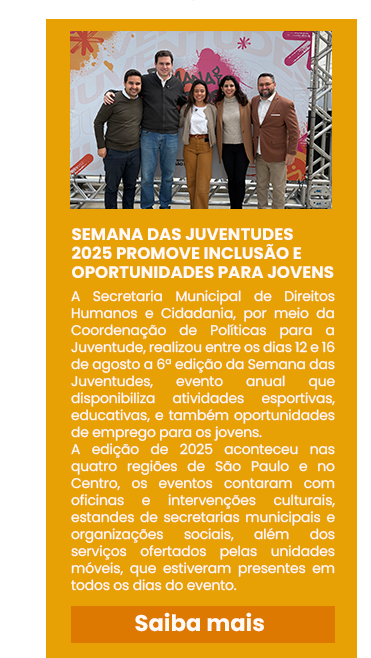 JUVENTUDES
SEMANA DAS JUVENTUDES
2025 PROMOVE INCLUSÃO E
OPORTUNIDADES PARA JOVENS
A Secretaria Municipal de Direitos
Humanos e Cidadania, por meio da
Coordenação de Políticas para a
Juventude, realizou entre os dias 12 e 16
de agosto a 6ª edição da Semana das
Juventudes, evento anual que
disponibiliza atividades esportivas,
educativas, e também oportunidades
de emprego para os jovens.
A edição de 2025 aconteceu nas
quatro regiões de São Paulo e no
Centro, os eventos contaram com
oficinas e intervenções culturais,
estandes de secretarias municipais e
organizações sociais, além dos
serviços ofertados pelas unidades
móveis, que estiveram presentes em
todos os dias do evento.
Saiba mais